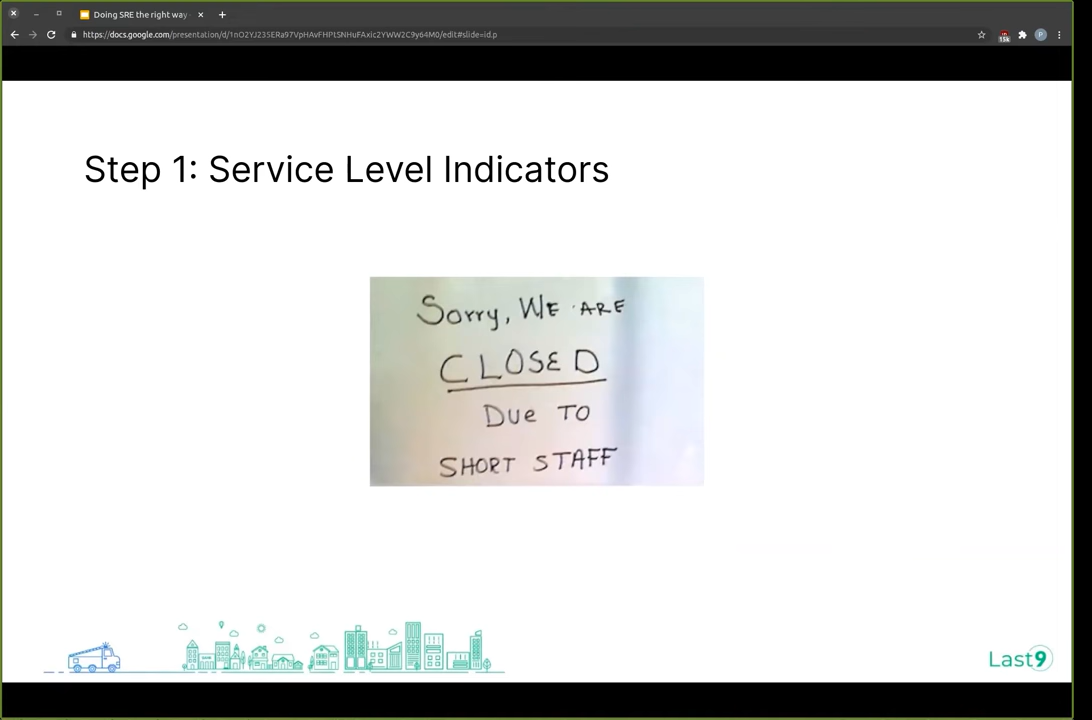 Doing SRE the right way
https://docs.google.com/presentation/d/1nO2YJ235ERa97VpHAvFHPtSNHuFAxic2YWW2C9y64M0/edit#slide=id.p
15k
P
Step 1: Service Level Indicators
Sorry, WE ARE
CLOSED
Due TO
SHORT STAFF
Last9